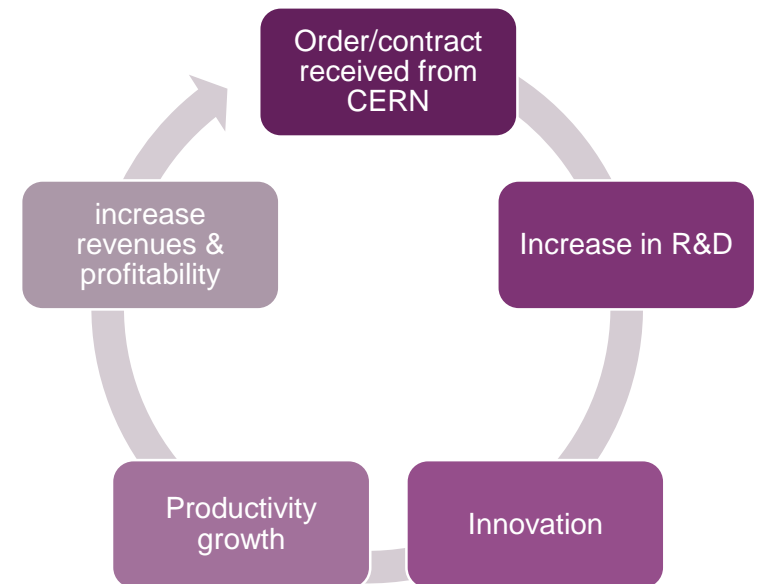 Order/contract
received from
CERN
Increase in R&D
Innovation
Productivity
growth
increase
revenues &
profitability